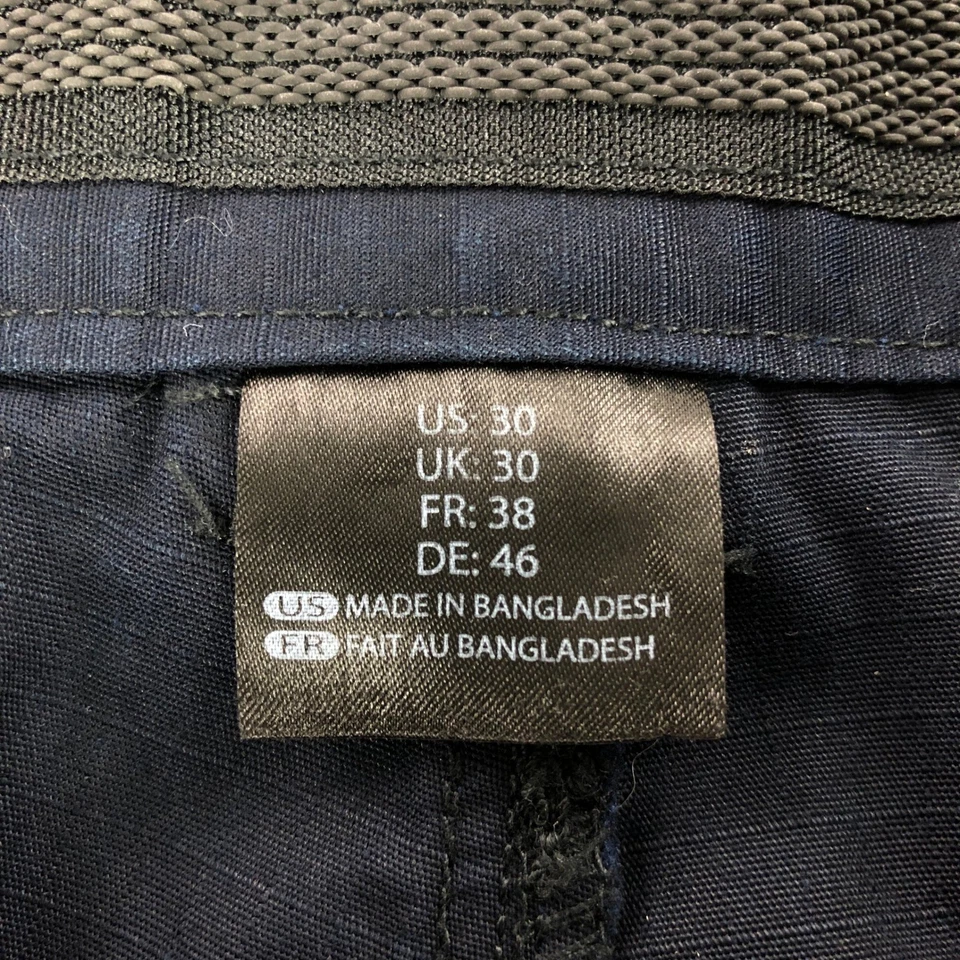 US: 30
UK: 30
FR: 38
DE: 46
US MADE IN BANGLADESH
FR FAIT AU BANGLADESH